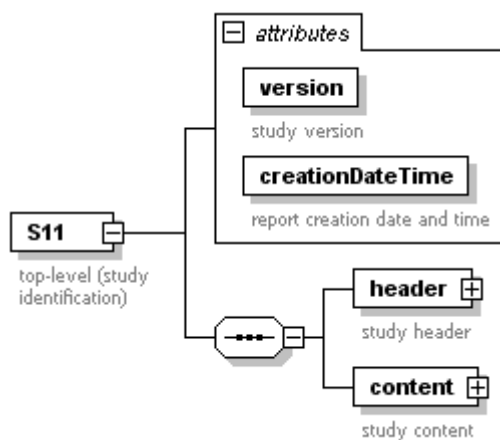 attributes
version
study version
creationDateTime
report creation date and time
S11
top-level (study
identification)
header
study header
content
study content